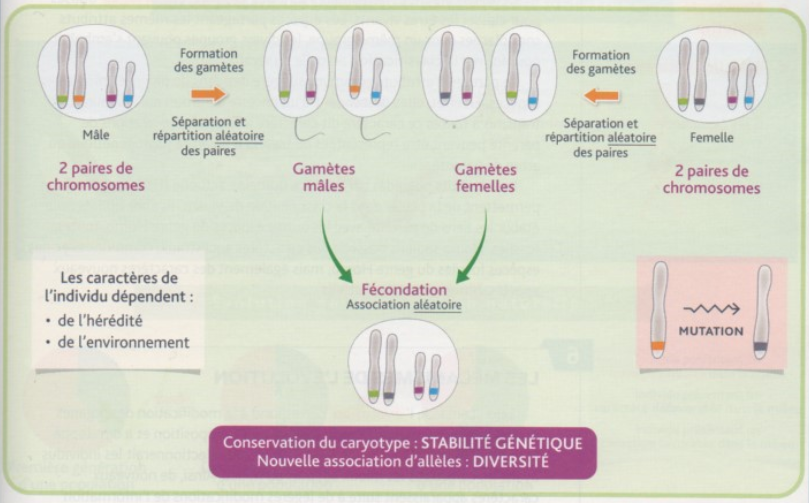 Formation
des gamètes
Séparation et
répartition aléatoire
des paires
Mâle
2 paires de
chromosomes
Gamètes
mâles
Gamètes
femelles
Formation
des gamètes
Séparation et
répartition aléatoire
des paires
Femelle
2 paires de
chromosomes
Les caractères de
l'individu dépendent :
• de l'hérédité
• de l'environnement
Fécondation
Association aléatoire
MUTATION
Conservation du caryotype : STABILITÉ GÉNÉTIQUE
Nouvelle association d'allèles : DIVERSITÉ